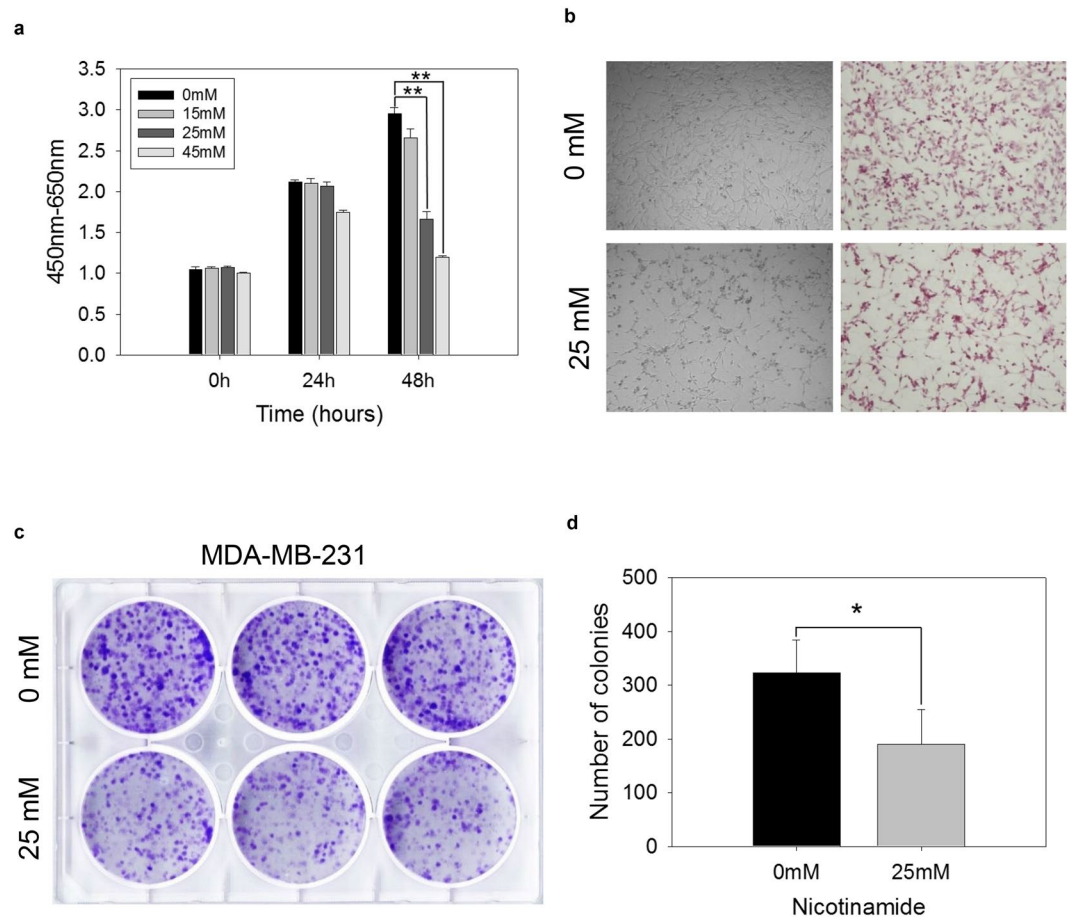 a
3.5
3.0
2.5
2.0
1.5
1.0
0.5
0.0
450nm-650nm
0mM
15mM
25mM
45mM
**
**
0h 24h 48h
Time (hours)
b
0 mM
25 mM
c
MDA-MB-231
0 mM
25 mM
d
500
400
300
200
100
0
Number of colonies
*
0mM 25mM
Nicotinamide